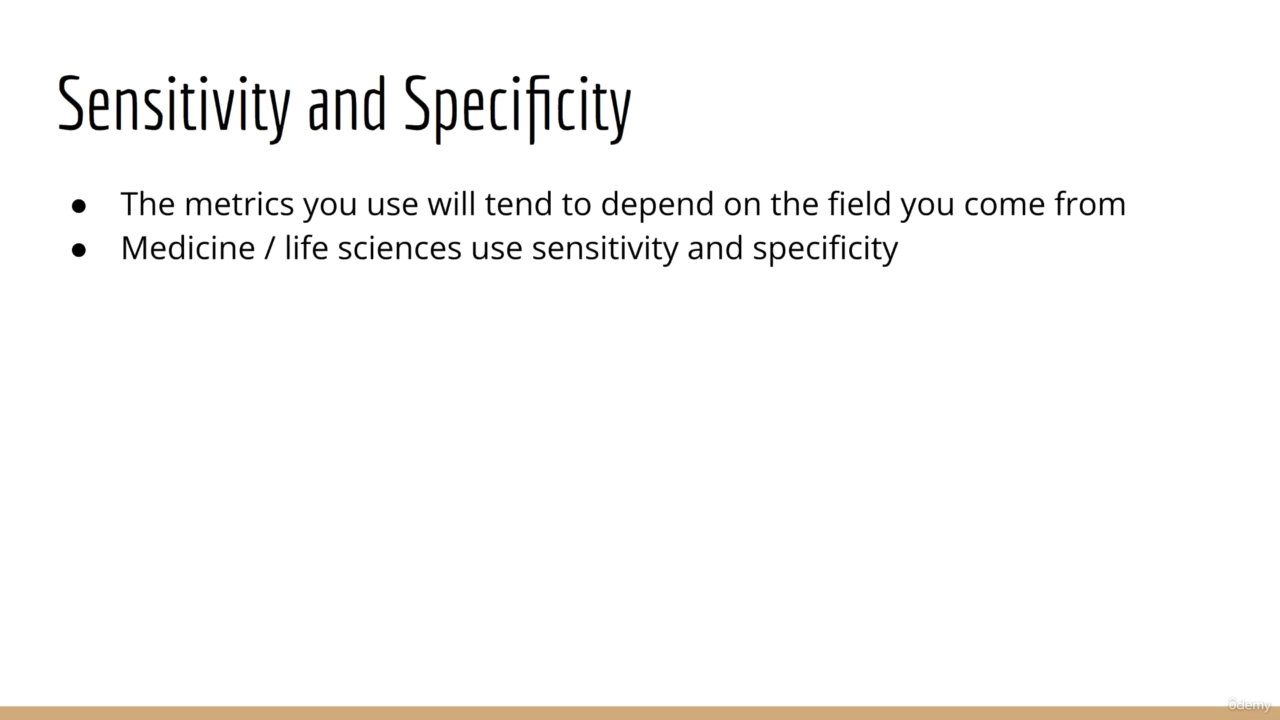 Sensitivity and Specificity
● The metrics you use will tend to depend on the field you come from
● Medicine / life sciences use sensitivity and specificity
ûdemy